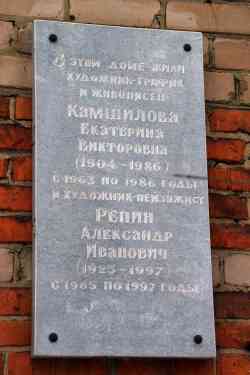 В ЭТОМ ДОМЕ ЖИЛИ
ХУДОЖНИК-ГРАФИК
И ЖИВОПИСЕЦ
КАМШИЛОВА
ЕКАТЕРИНА
ВИКТОРОВНА
(1904-1986)
С 1963 ПО 1986 ГОДЫ
И ХУДОЖНИК-ПЕЙЗАЖИСТ
РЕПИН
АЛЕКСАНДР
ИВАНОВИЧ
(1925-1997)
С 1985 ПО 1997 ГОДЫ